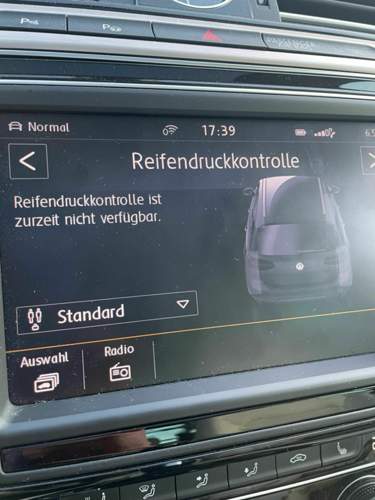 Normal 17:39
Reifendruckkontrolle
Reifendruckkontrolle ist
zurzeit nicht verfügbar.
Standard
Auswahl
Radio